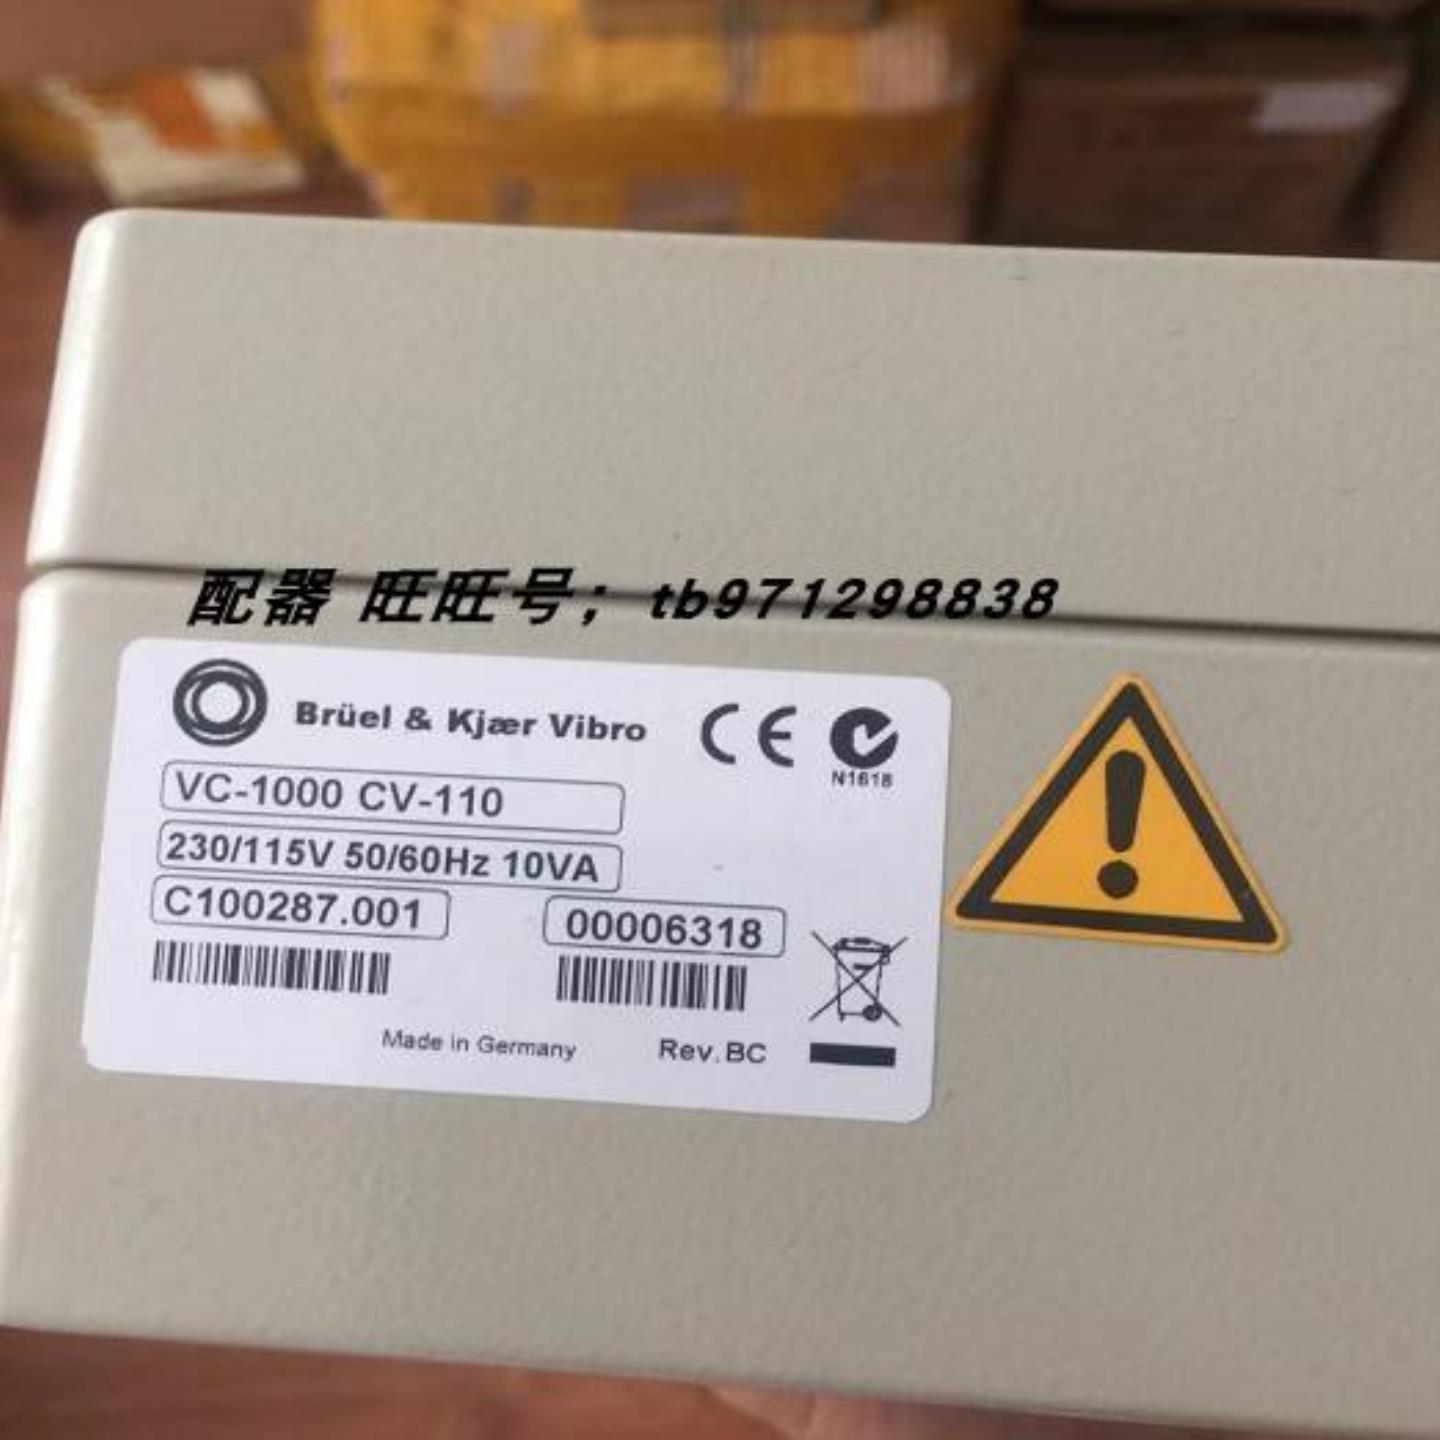 配器 旺旺号；tb971298838
Brüel & Kjær Vibro
CE
N1618
VC-1000 CV-110
230/115V 50/60Hz 10VA
C100287.001
00006318
Made in Germany
Rev. BC